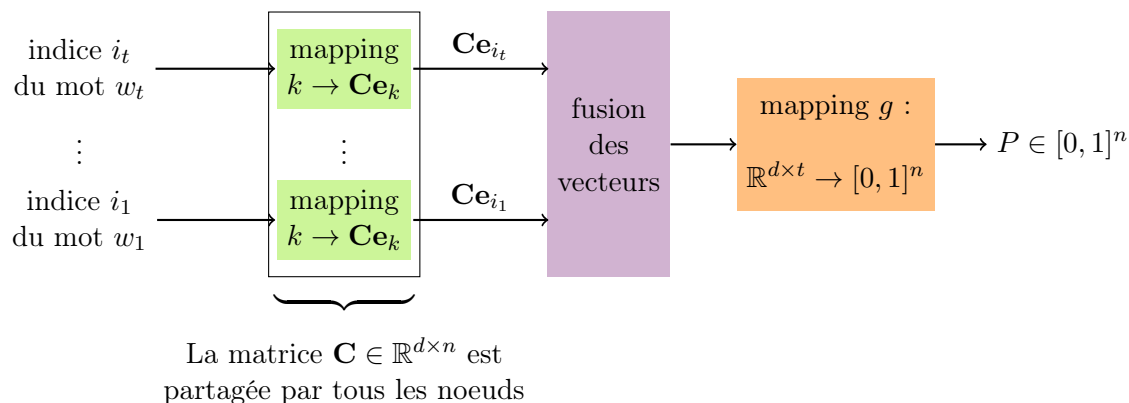 indice $i_t$
du mot $w_t$
⋮
indice $i_1$
du mot $w_1$
mapping
$k \to \mathbf{Ce}_k$
⋮
mapping
$k \to \mathbf{Ce}_k$
$\mathbf{Ce}_{i_t}$
$\mathbf{Ce}_{i_1}$
fusion
des
vecteurs
mapping $g$ :
$\mathbb{R}^{d \times t} \to [0, 1]^n$
$P \in [0, 1]^n$
La matrice $\mathbf{C} \in \mathbb{R}^{d \times n}$ est
partagée par tous les noeuds